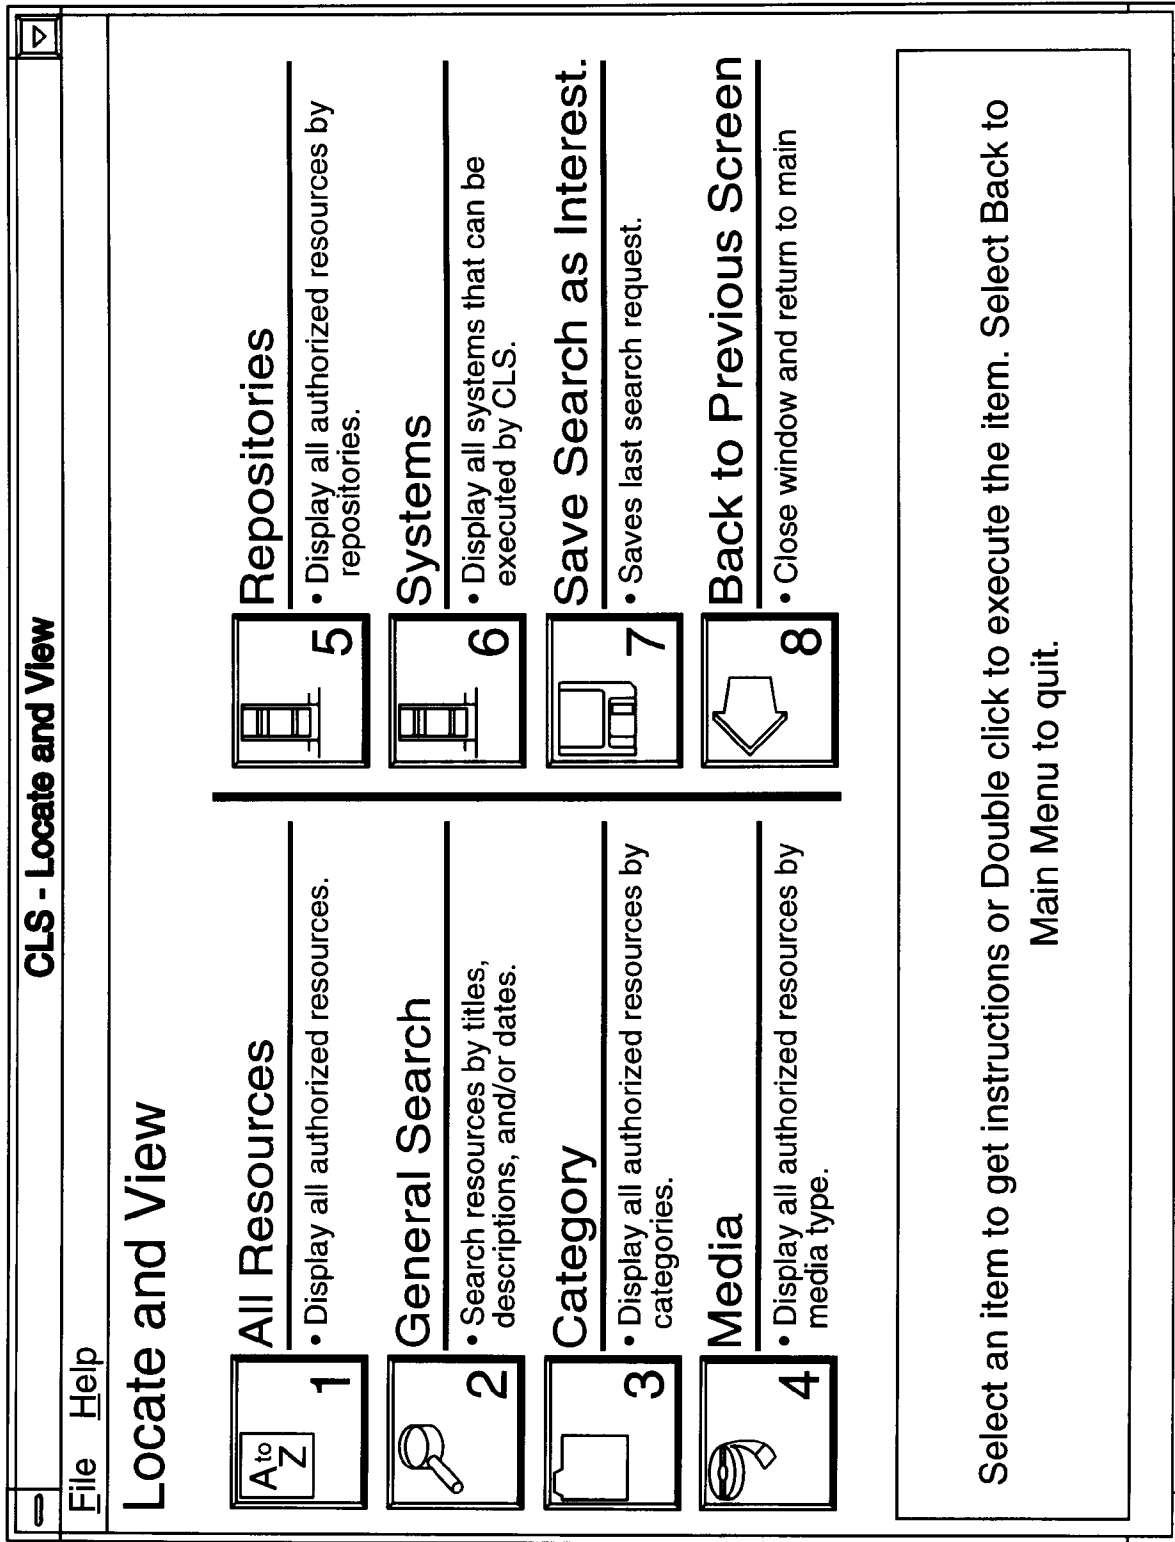 CLS - Locate and View
File Help
Locate and View
A to
Z
1
All Resources
• Display all authorized resources.
2
General Search
• Search resources by titles,
descriptions, and/or dates.
3
Category
• Display all authorized resources by
categories.
4
Media
• Display all authorized resources by
media type.
5
Repositories
• Display all authorized resources by
repositories.
6
Systems
• Display all systems that can be
executed by CLS.
7
Save Search as Interest.
• Saves last search request.
8
Back to Previous Screen
• Close window and return to main
Select an item to get instructions or Double click to execute the item. Select Back to
Main Menu to quit.